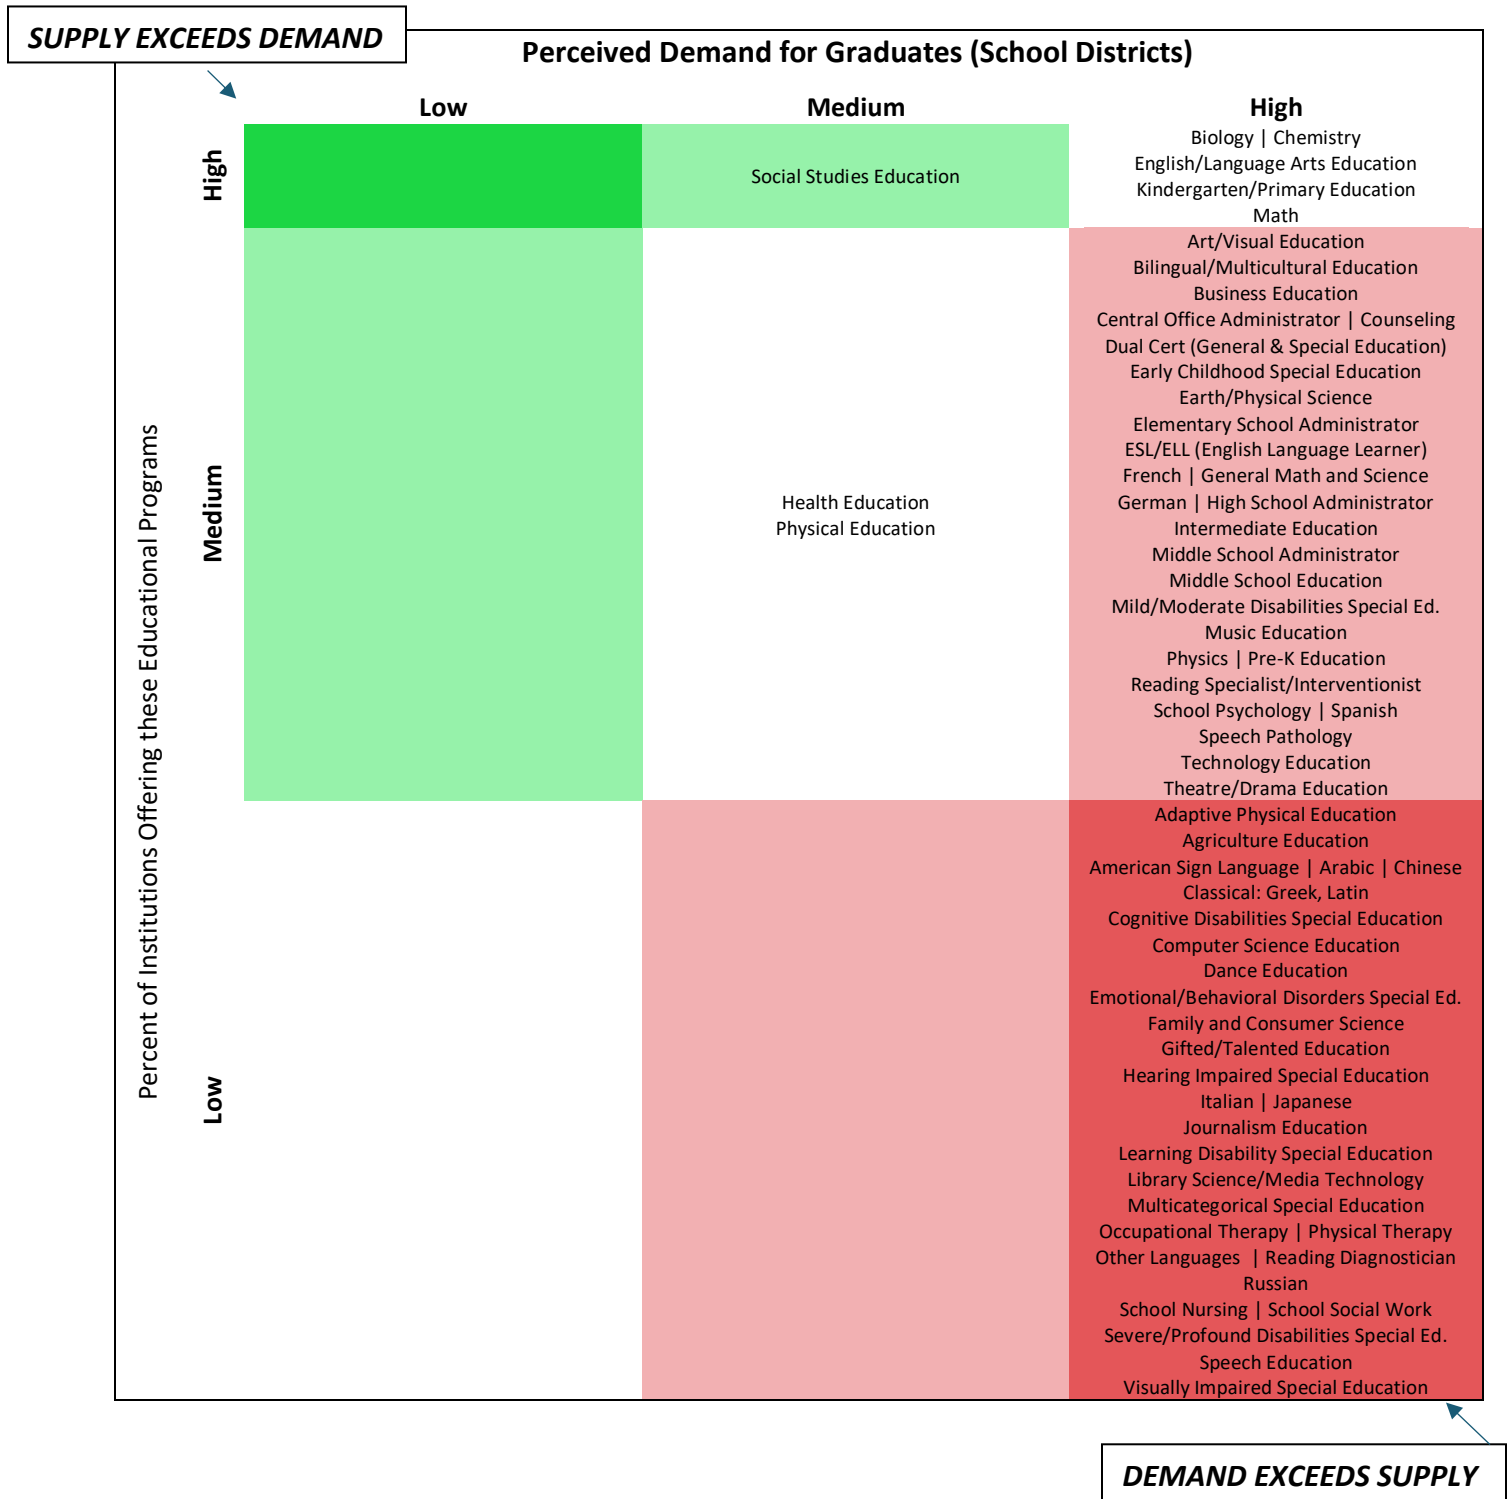 SUPPLY EXCEEDS DEMAND
Perceived Demand for Graduates (School Districts)
Low
Medium
High
Percent of Institutions Offering these Educational Programs
High
Social Studies Education
Biology | Chemistry
English/Language Arts Education
Kindergarten/Primary Education
Math
Medium
Health Education
Physical Education
Art/Visual Education
Bilingual/Multicultural Education
Business Education
Central Office Administrator | Counseling
Dual Cert (General & Special Education)
Early Childhood Special Education
Earth/Physical Science
Elementary School Administrator
ESL/ELL (English Language Learner)
French | General Math and Science
German | High School Administrator
Intermediate Education
Middle School Administrator
Middle School Education
Mild/Moderate Disabilities Special Ed.
Music Education
Physics | Pre-K Education
Reading Specialist/Interventionist
School Psychology | Spanish
Speech Pathology
Technology Education
Theatre/Drama Education
Low
Adaptive Physical Education
Agriculture Education
American Sign Language | Arabic | Chinese
Classical: Greek, Latin
Cognitive Disabilities Special Education
Computer Science Education
Dance Education
Emotional/Behavioral Disorders Special Ed.
Family and Consumer Science
Gifted/Talented Education
Hearing Impaired Special Education
Italian | Japanese
Journalism Education
Learning Disability Special Education
Library Science/Media Technology
Multicategorical Special Education
Occupational Therapy | Physical Therapy
Other Languages | Reading Diagnostician
Russian
School Nursing | School Social Work
Severe/Profound Disabilities Special Ed.
Speech Education
Visually Impaired Special Education
DEMAND EXCEEDS SUPPLY